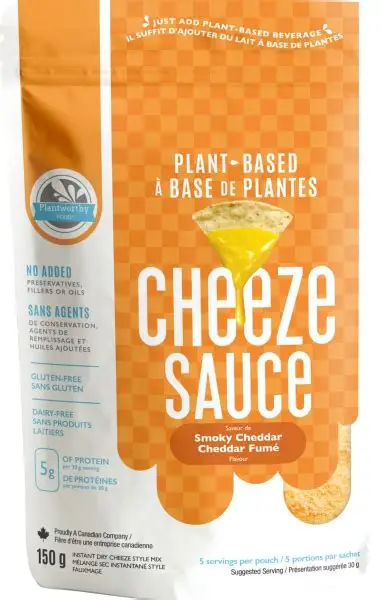 JUST ADD PLANT-BASED BEVERAGE
IL SUFFIT D'AJOUTER DU LAIT À BASE DE PLANTES
PLANT-BASED
À BASE DE PLANTES
CHEEZE
SAUCE
Saveur de
Smoky Cheddar
Cheddar Fumé
Flavour
Plantworthy
NO ADDED
PRESERVATIVES,
FILLERS OR OILS
SANS AGENTS
DE CONSERVATION,
AGENTS DE
REMPLISSAGE ET
HUILES AJOUTÉES
GLUTEN-FREE
SANS GLUTEN
DAIRY-FREE
SANS PRODUITS
LAITIERS
5g
OF PROTEIN
per 30 g serving
DE PROTÉINES
par portion de 30 g
Proudly A Canadian Company /
Fière d'être une entreprise canadienne
150 g
INSTANT DRY CHEEZE STYLE MIX
MÉLANGE SEC INSTANTANÉ STYLE
FAUXMAGE
5 servings per pouch / 5 portions par sachet
Suggested Serving / Présentation suggérée 30 g